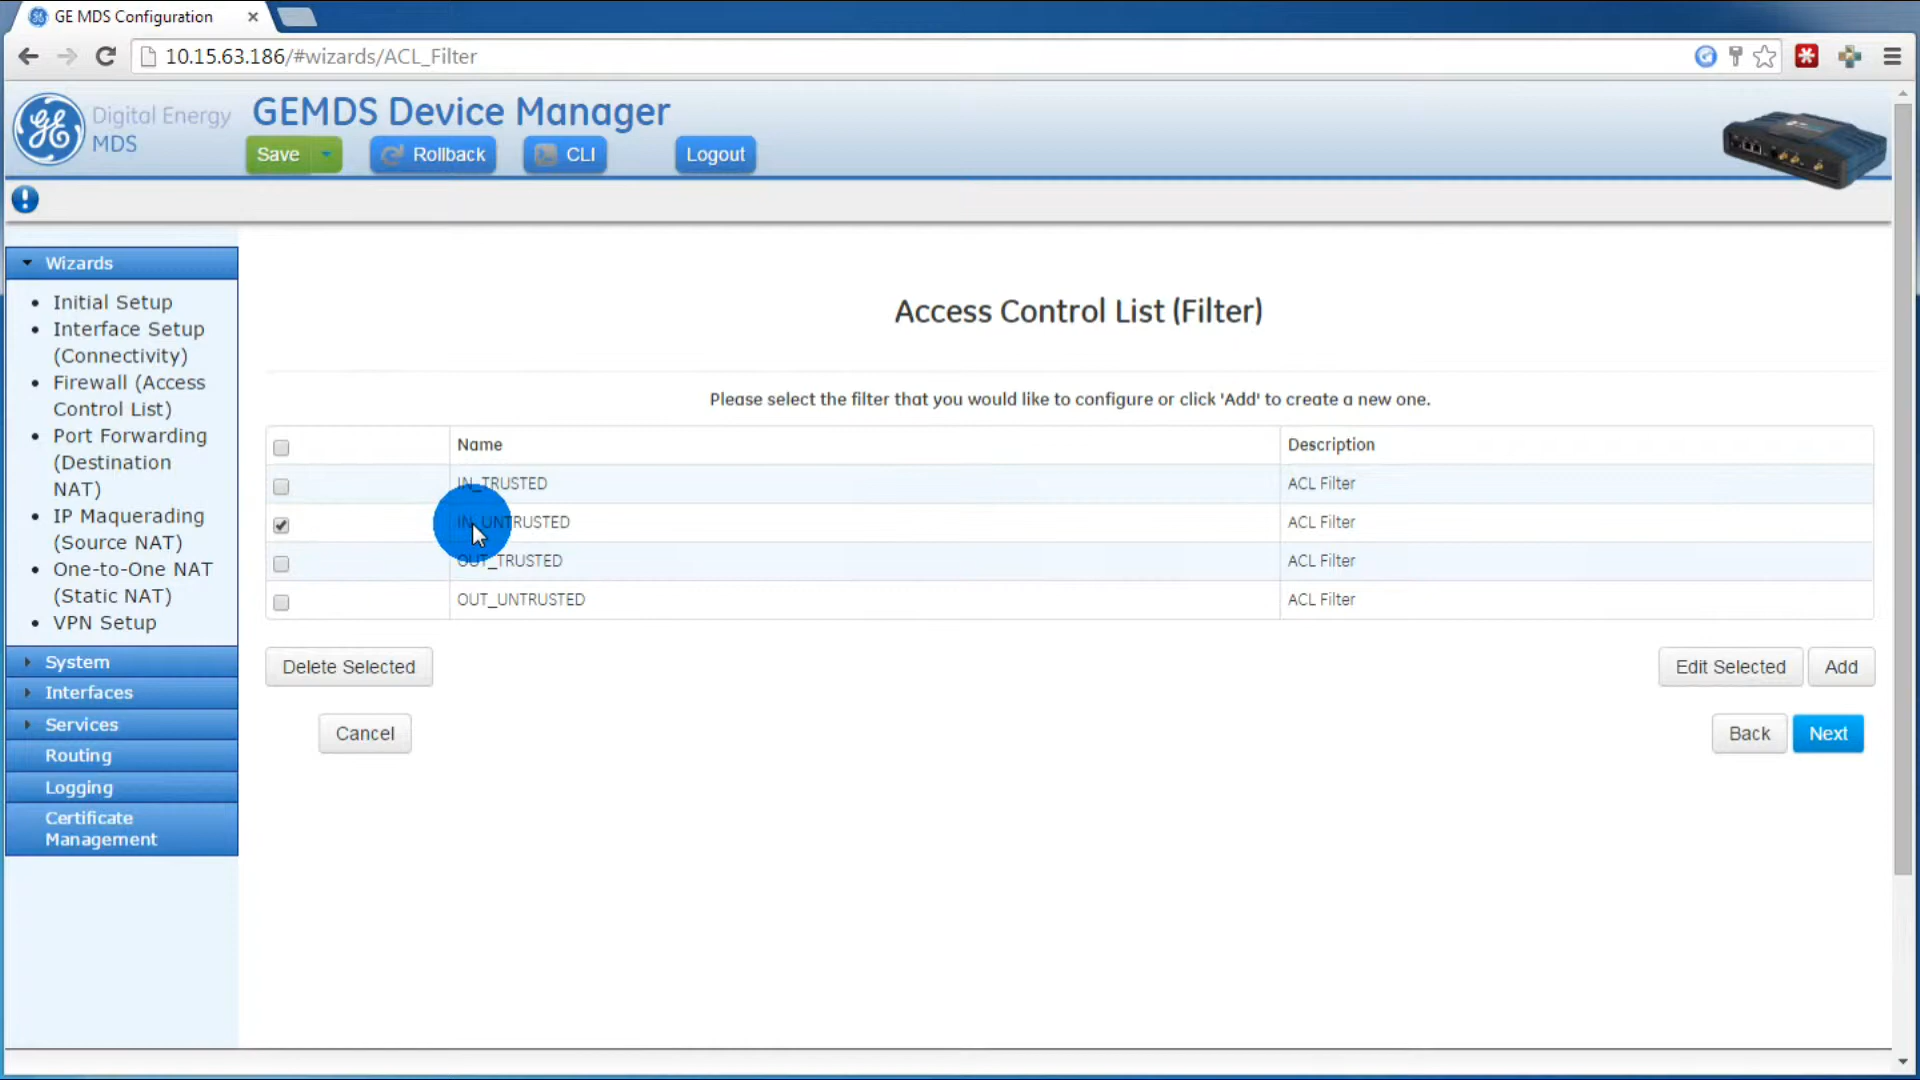 GE MDS Configuration
10.15.63.186/#wizards/ACL_Filter
Digital Energy
MDS
GEMDS Device Manager
Save
Rollback
CLI
Logout
Wizards
Initial Setup
Interface Setup
(Connectivity)
Firewall (Access
Control List)
Port Forwarding
(Destination
NAT)
IP Maquerading
(Source NAT)
One-to-One NAT
(Static NAT)
VPN Setup
System
Interfaces
Services
Routing
Logging
Certificate
Management
Access Control List (Filter)
Please select the filter that you would like to configure or click 'Add' to create a new one.
Name Description
IN_TRUSTED ACL Filter
IN_UNTRUSTED ACL Filter
OUT_TRUSTED ACL Filter
OUT_UNTRUSTED ACL Filter
Delete Selected Edit Selected Add
Cancel Back Next